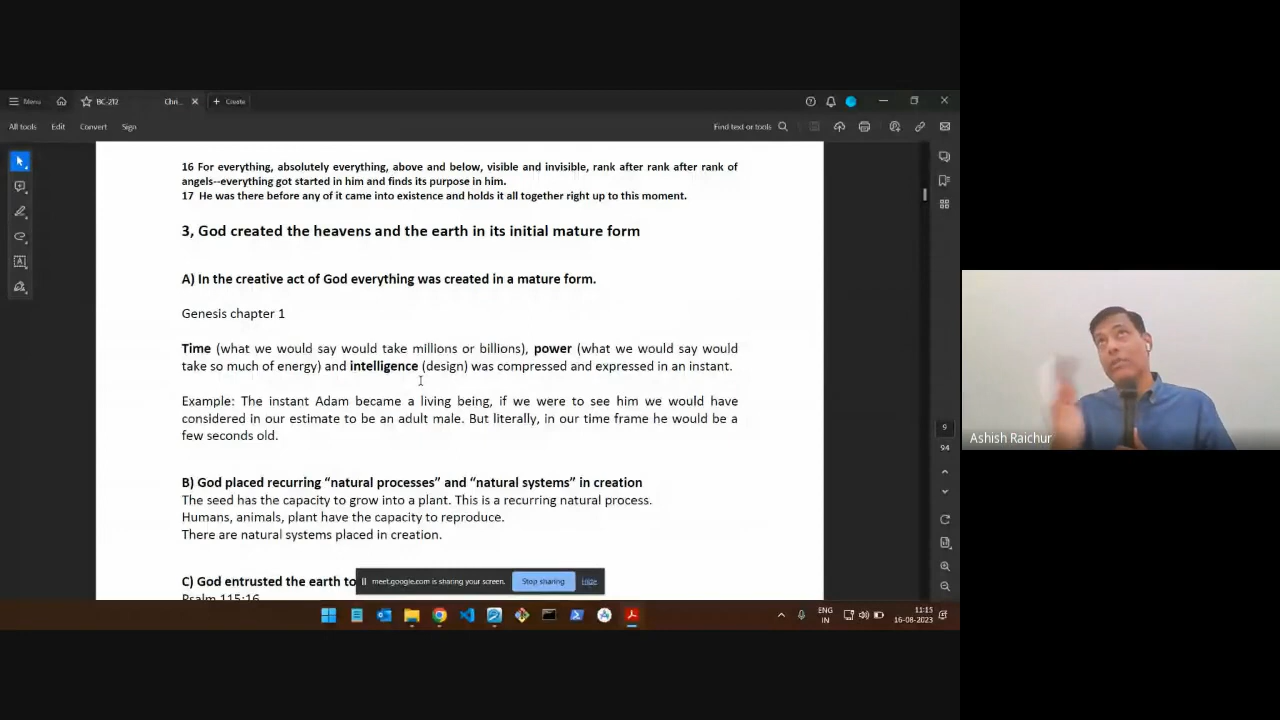 Menu
BC-212
Chri...
Create
All tools
Edit
Convert
Sign
Find text or tools
16 For everything, absolutely everything, above and below, visible and invisible, rank after rank after rank of
angels--everything got started in him and finds its purpose in him.
17 He was there before any of it came into existence and holds it all together right up to this moment.
3, God created the heavens and the earth in its initial mature form
A) In the creative act of God everything was created in a mature form.
Genesis chapter 1
Time (what we would say would take millions or billions), power (what we would say would
take so much of energy) and intelligence (design) was compressed and expressed in an instant.
Example: The instant Adam became a living being, if we were to see him we would have
considered in our estimate to be an adult male. But literally, in our time frame he would be a
few seconds old.
B) God placed recurring “natural processes” and “natural systems” in creation
The seed has the capacity to grow into a plant. This is a recurring natural process.
Humans, animals, plant have the capacity to reproduce.
There are natural systems placed in creation.
C) God entrusted the earth to
Psalm 115:16
meet.google.com is sharing your screen.
Stop sharing
Hide
9
94
Ashish Raichur
ENG
IN
11:15
16-08-2023